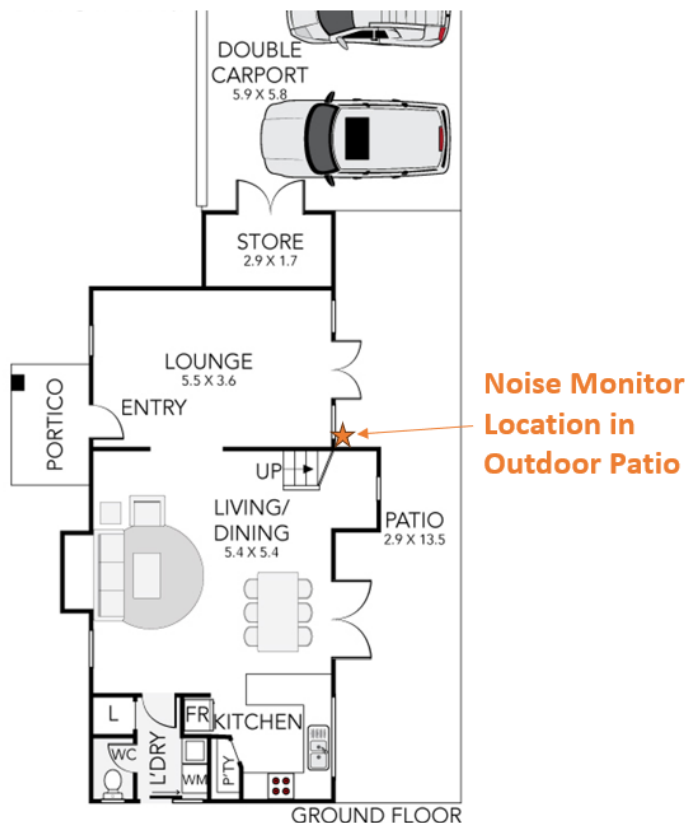 DOUBLE
CARPORT
5.9 X 5.8
STORE
2.9 X 1.7
LOUNGE
5.5 X 3.6
ENTRY
PORTICO
Noise Monitor
Location in
Outdoor Patio
UP
LIVING/
DINING
5.4 X 5.4
PATIO
2.9 X 13.5
L
FR
KITCHEN
WC
L'DRY
WM
P'TY
GROUND FLOOR